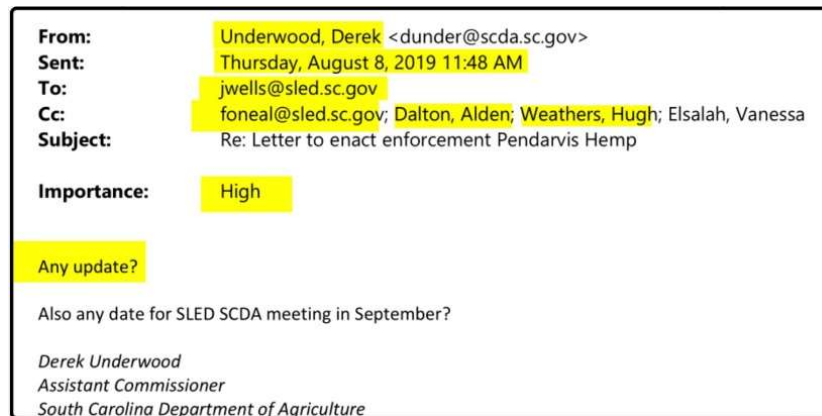 From: Underwood, Derek <dunder@scda.sc.gov>
Sent: Thursday, August 8, 2019 11:48 AM
To: jwells@sled.sc.gov
Cc: foneal@sled.sc.gov; Dalton, Alden; Weathers, Hugh; Elsalah, Vanessa
Subject: Re: Letter to enact enforcement Pendarvis Hemp
Importance: High
Any update?
Also any date for SLED SCDA meeting in September?
Derek Underwood
Assistant Commissioner
South Carolina Department of Agriculture